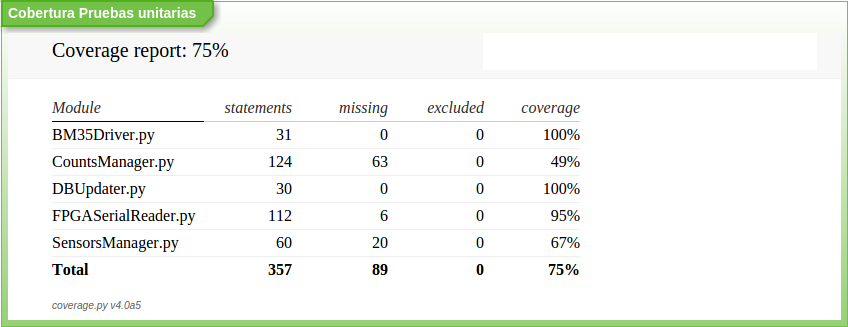 Cobertura Pruebas unitarias
Coverage report: 75%
Module statements missing excluded coverage
BM35Driver.py 31 0 0 100%
CountsManager.py 124 63 0 49%
DBUpdater.py 30 0 0 100%
FPGASerialReader.py 112 6 0 95%
SensorsManager.py 60 20 0 67%
Total 357 89 0 75%
coverage.py v4.0a5